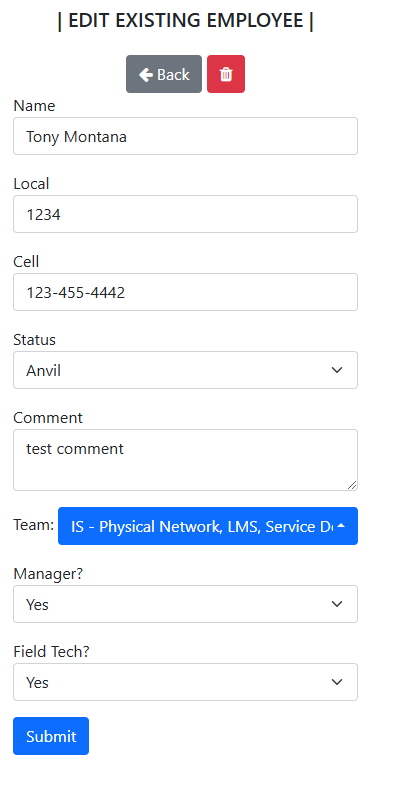 | EDIT EXISTING EMPLOYEE |
Back
Name
Tony Montana
Local
1234
Cell
123-455-4442
Status
Anvil
Comment
test comment
Team: IS - Physical Network, LMS, Service De
Manager?
Yes
Field Tech?
Yes
Submit